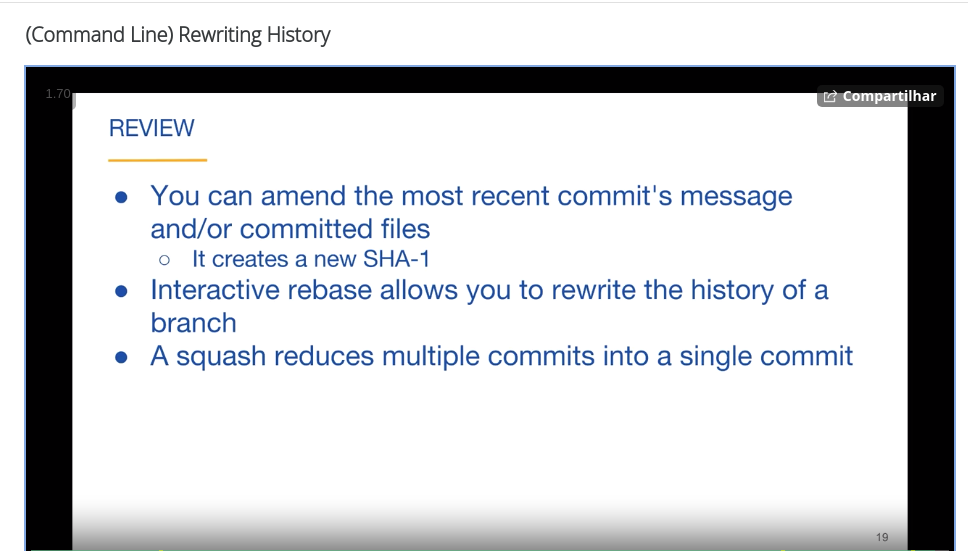 (Command Line) Rewriting History
1.70
Compartilhar
REVIEW
● You can amend the most recent commit's message
and/or committed files
○ It creates a new SHA-1
● Interactive rebase allows you to rewrite the history of a
branch
● A squash reduces multiple commits into a single commit
19